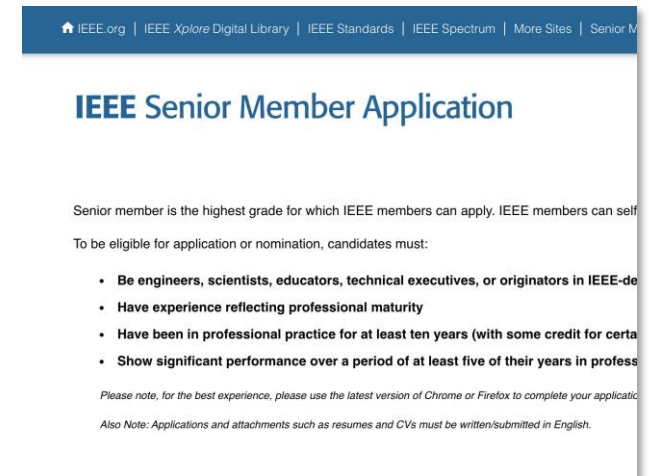 IEEE.org | IEEE Xplore Digital Library | IEEE Standards | IEEE Spectrum | More Sites | Senior M
IEEE Senior Member Application
Senior member is the highest grade for which IEEE members can apply. IEEE members can self
To be eligible for application or nomination, candidates must:
• Be engineers, scientists, educators, technical executives, or originators in IEEE-de
• Have experience reflecting professional maturity
• Have been in professional practice for at least ten years (with some credit for certa
• Show significant performance over a period of at least five of their years in profess
Please note, for the best experience, please use the latest version of Chrome or Firefox to complete your applicatio
Also Note: Applications and attachments such as resumes and CVs must be written/submitted in English.